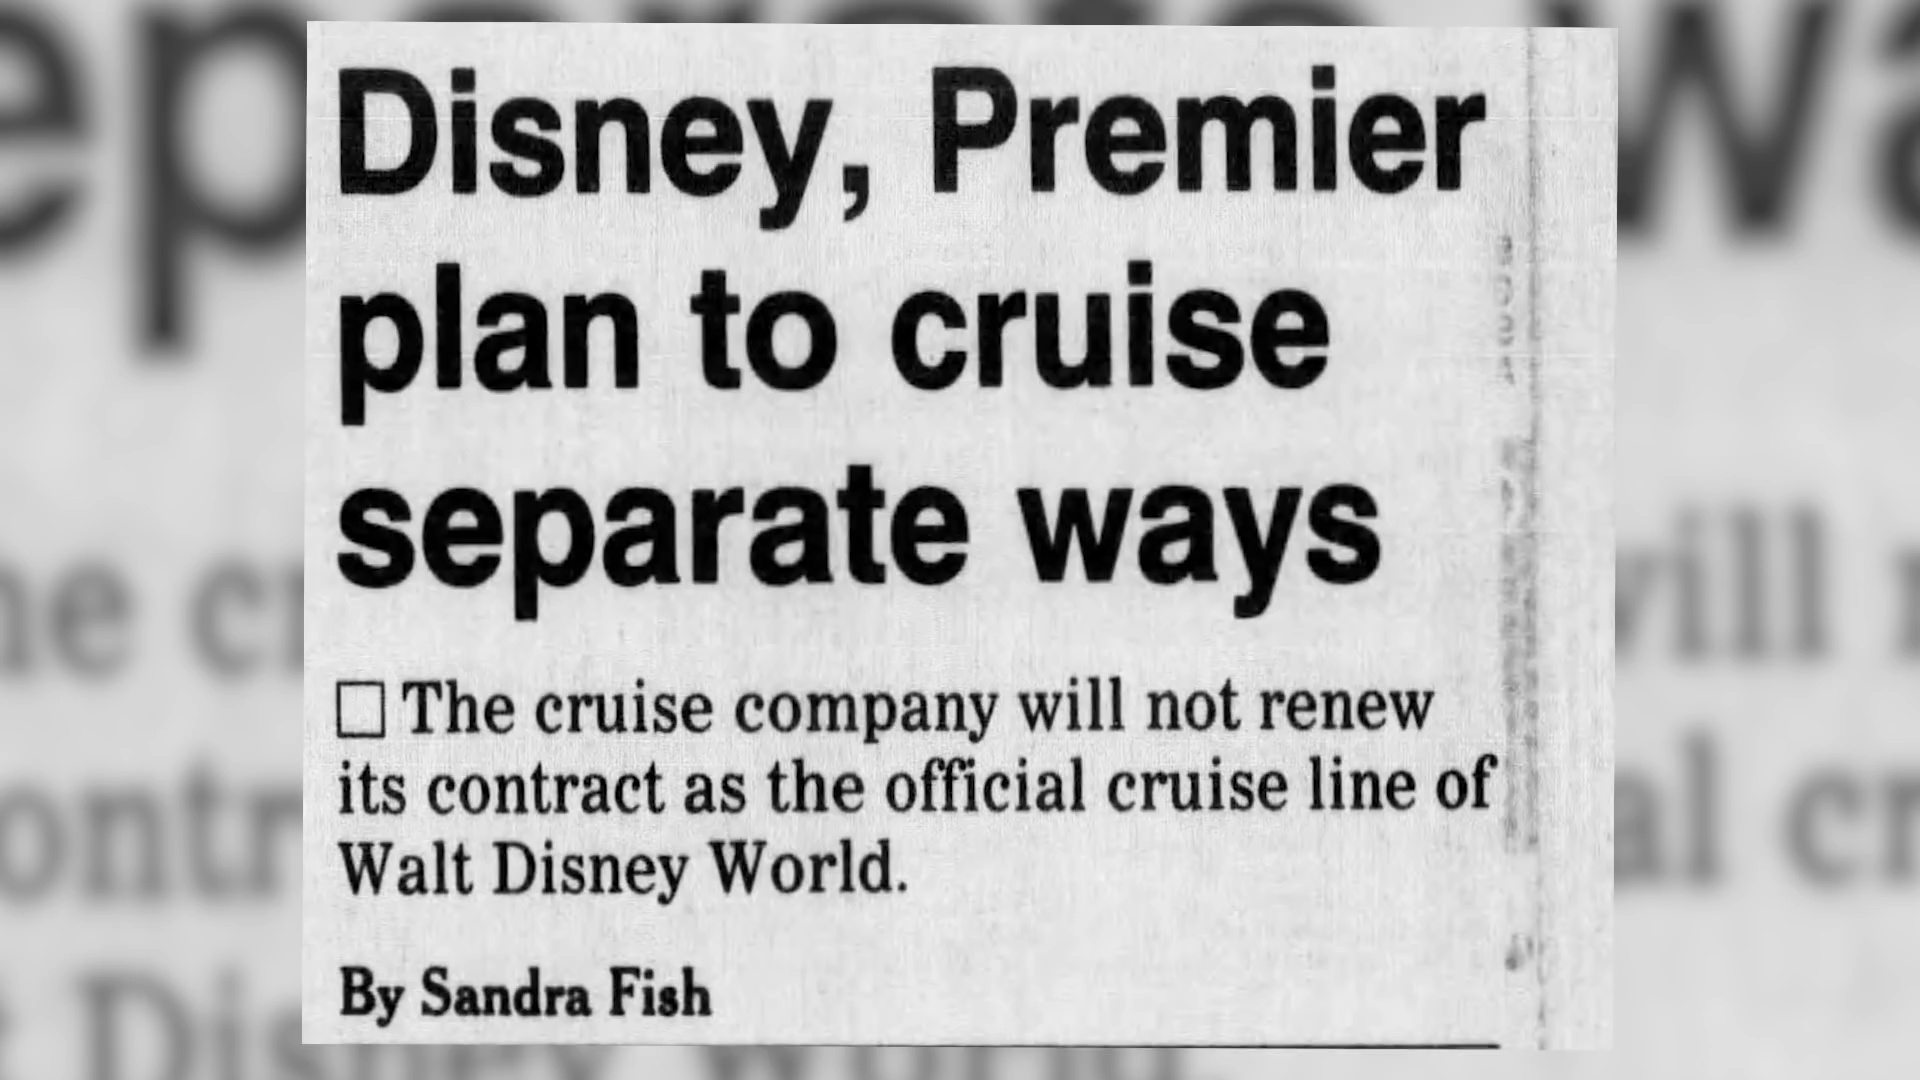 Disney, Premier
plan to cruise
separate ways
☐ The cruise company will not renew
its contract as the official cruise line of
Walt Disney World.
By Sandra Fish